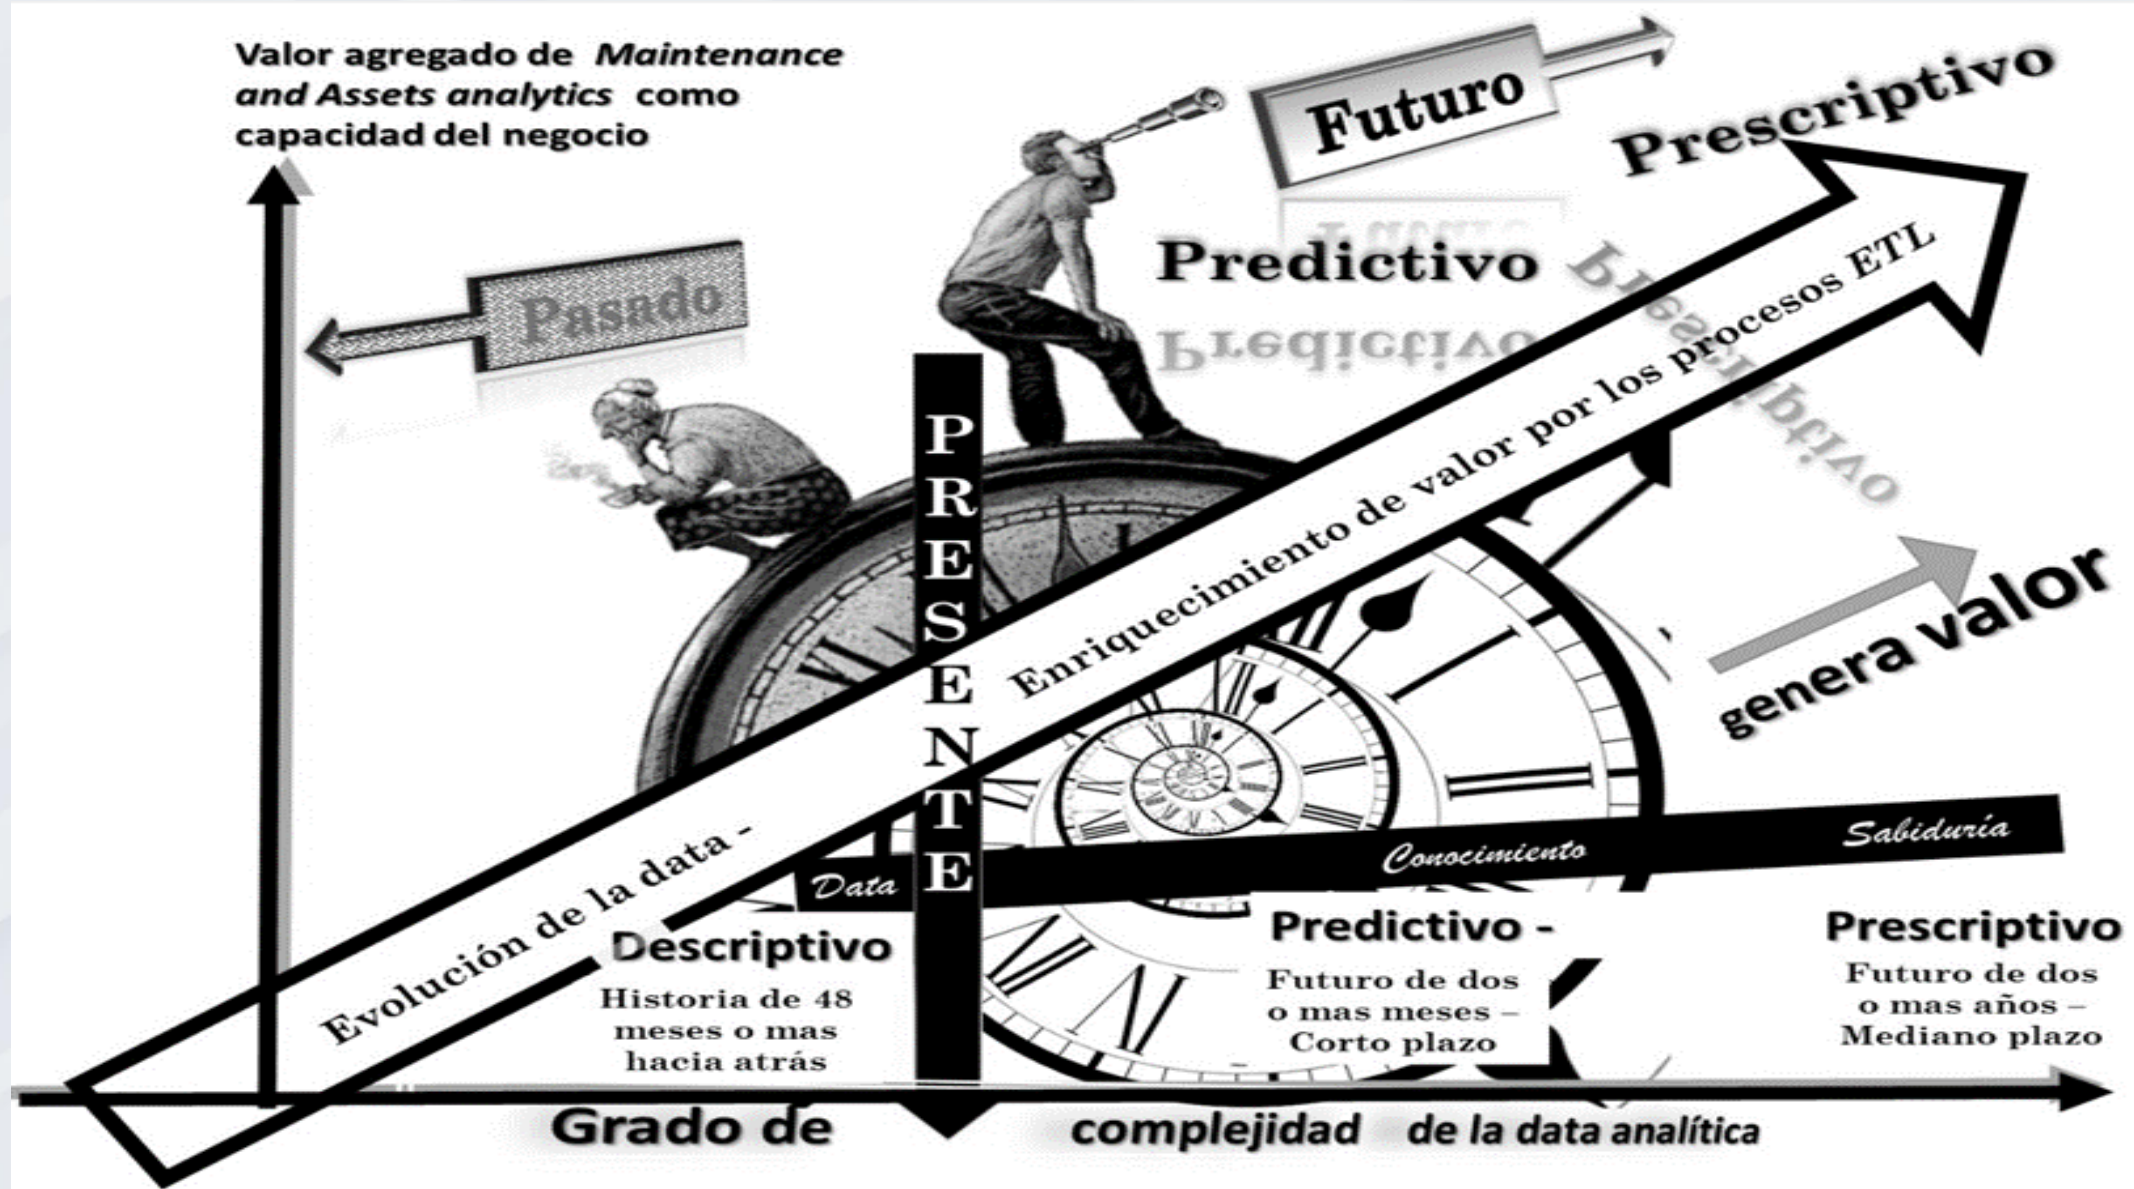 Valor agregado de Maintenance
and Assets analytics como
capacidad del negocio
Futuro
Prescriptivo
Pasado
Predictivo
PRESENTE
Evolución de la data - Enriquecimiento de valor por los procesos ETL
genera valor
Data Conocimiento Sabiduría
Descriptivo
Historia de 48
meses o mas
hacia atrás
Predictivo -
Futuro de dos
o mas meses –
Corto plazo
Prescriptivo
Futuro de dos
o mas años –
Mediano plazo
Grado de complejidad de la data analítica